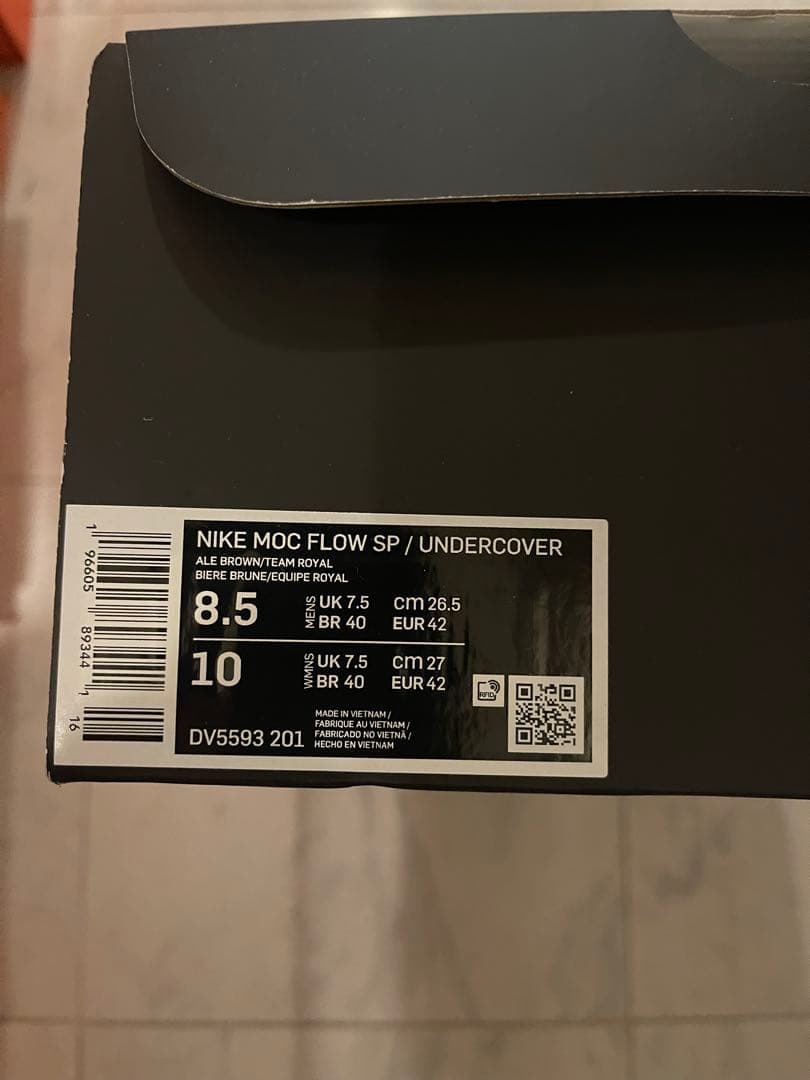 NIKE MOC FLOW SP / UNDERCOVER
ALE BROWN/TEAM ROYAL
BIERE BRUNE/EQUIPE ROYAL
8.5 MENS UK 7.5 cm 26.5
BR 40 EUR 42
10 WMNS UK 7.5 cm 27
BR 40 EUR 42
RFID
DV5593 201
MADE IN VIETNAM /
FABRIQUE AU VIETNAM /
FABRICADO NO VIETNÃ /
HECHO EN VIETNAM
1 96605 89344 1 16